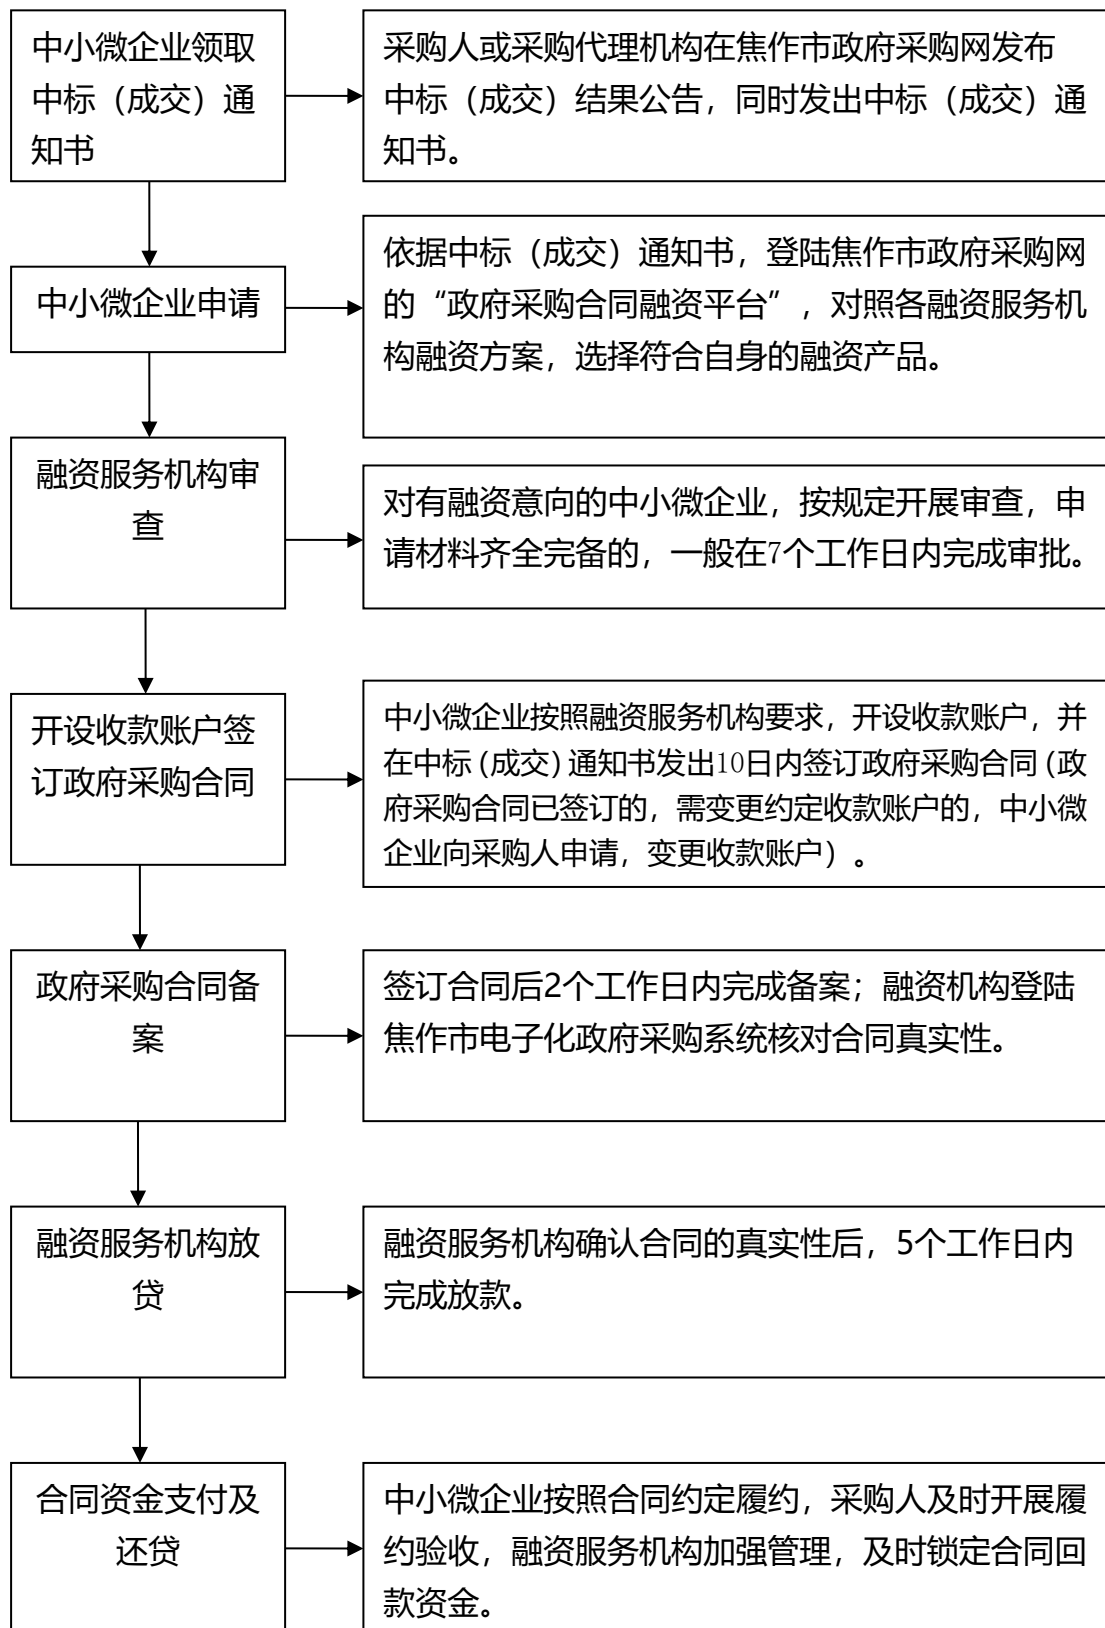 中小微企业领取
中标（成交）通
知书
采购人或采购代理机构在焦作市政府采购网发布
中标（成交）结果公告，同时发出中标（成交）通
知书。
中小微企业申请
依据中标（成交）通知书，登陆焦作市政府采购网
的“政府采购合同融资平台”，对照各融资服务机
构融资方案，选择符合自身的融资产品。
融资服务机构审
查
对有融资意向的中小微企业，按规定开展审查，申
请材料齐全完备的，一般在7个工作日内完成审批。
开设收款账户签
订政府采购合同
中小微企业按照融资服务机构要求，开设收款账户，并
在中标（成交）通知书发出10日内签订政府采购合同（政
府采购合同已签订的，需变更约定收款账户的，中小微
企业向采购人申请，变更收款账户）。
政府采购合同备
案
签订合同后2个工作日内完成备案；融资机构登陆
焦作市电子化政府采购系统核对合同真实性。
融资服务机构放
贷
融资服务机构确认合同的真实性后，5个工作日内
完成放款。
合同资金支付及
还贷
中小微企业按照合同约定履约，采购人及时开展履
约验收，融资服务机构加强管理，及时锁定合同回
款资金。